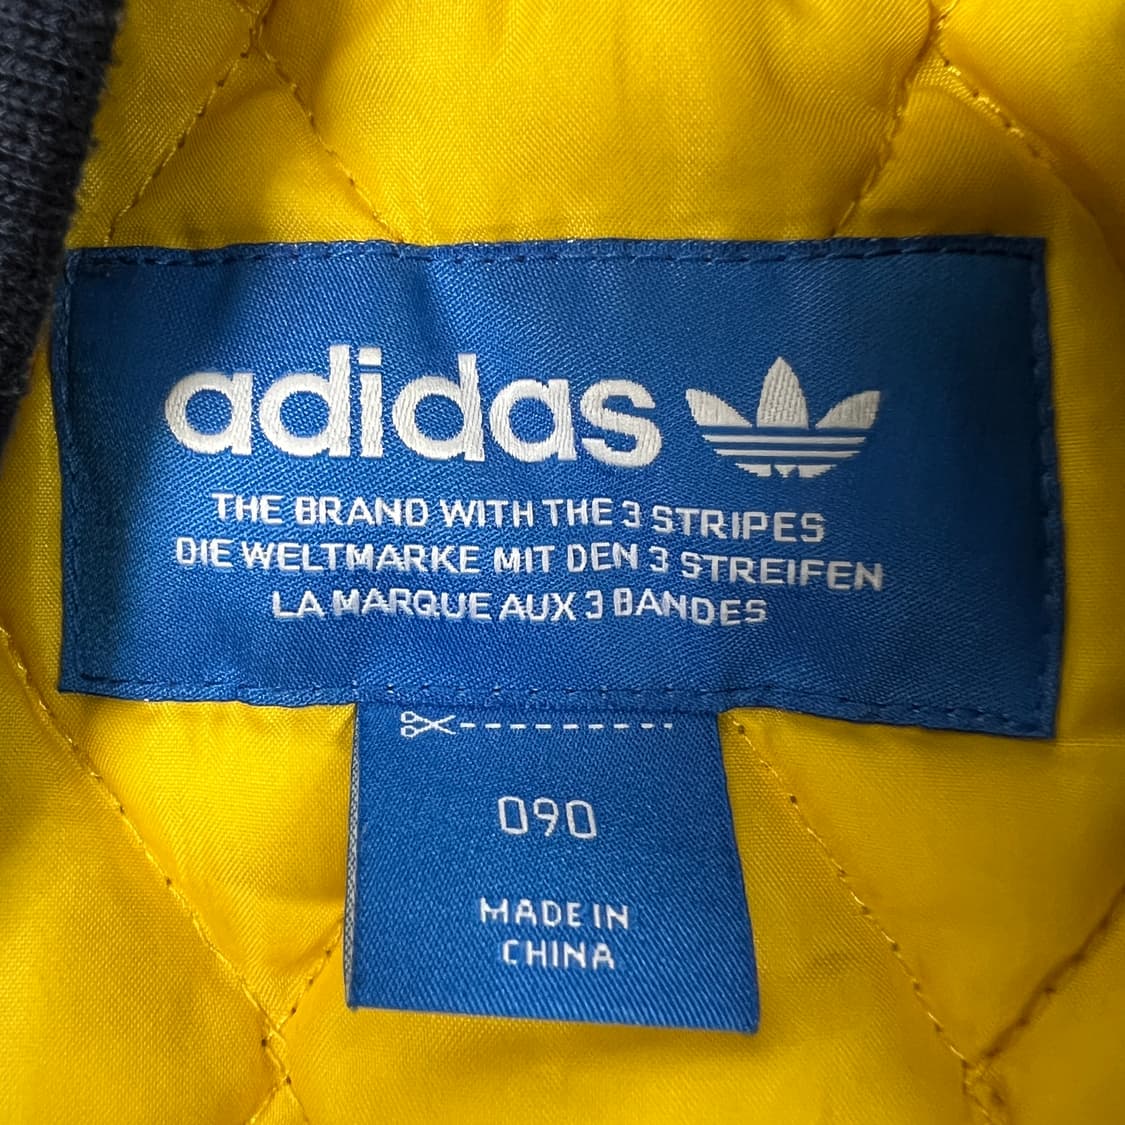 adidas
THE BRAND WITH THE 3 STRIPES
DIE WELTMARKE MIT DEN 3 STREIFEN
LA MARQUE AUX 3 BANDES
090
MADE IN
CHINA